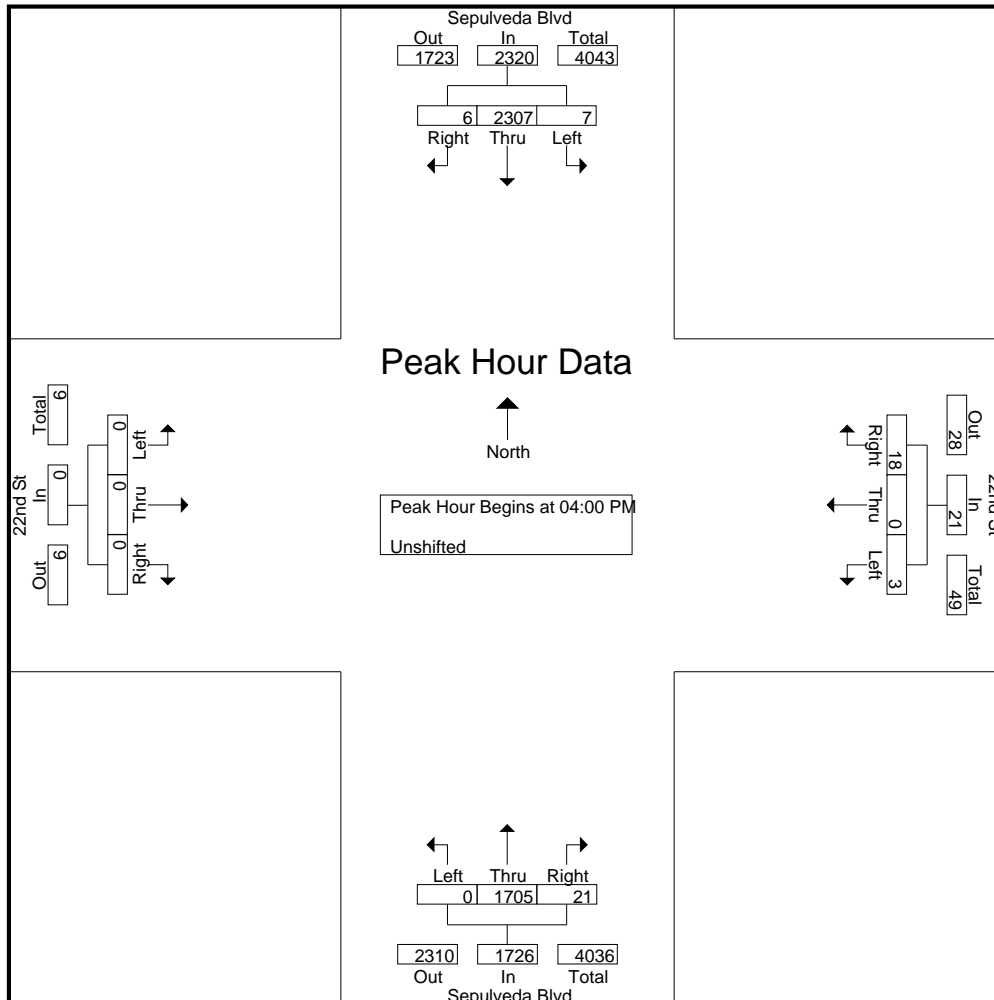 Sepulveda Blvd
Out In Total
1723 2320 4043
6 2307 7
Right Thru Left
Peak Hour Data
North
Peak Hour Begins at 04:00 PM
Unshifted
22nd St
Total In Out
6 0 6
0 0 0
Left Thru Right
22nd St
Out In Total
28 21 49
Right Thru Left
18 0 3
Left Thru Right
0 1705 21
2310 1726 4036
Out In Total
Sepulveda Blvd